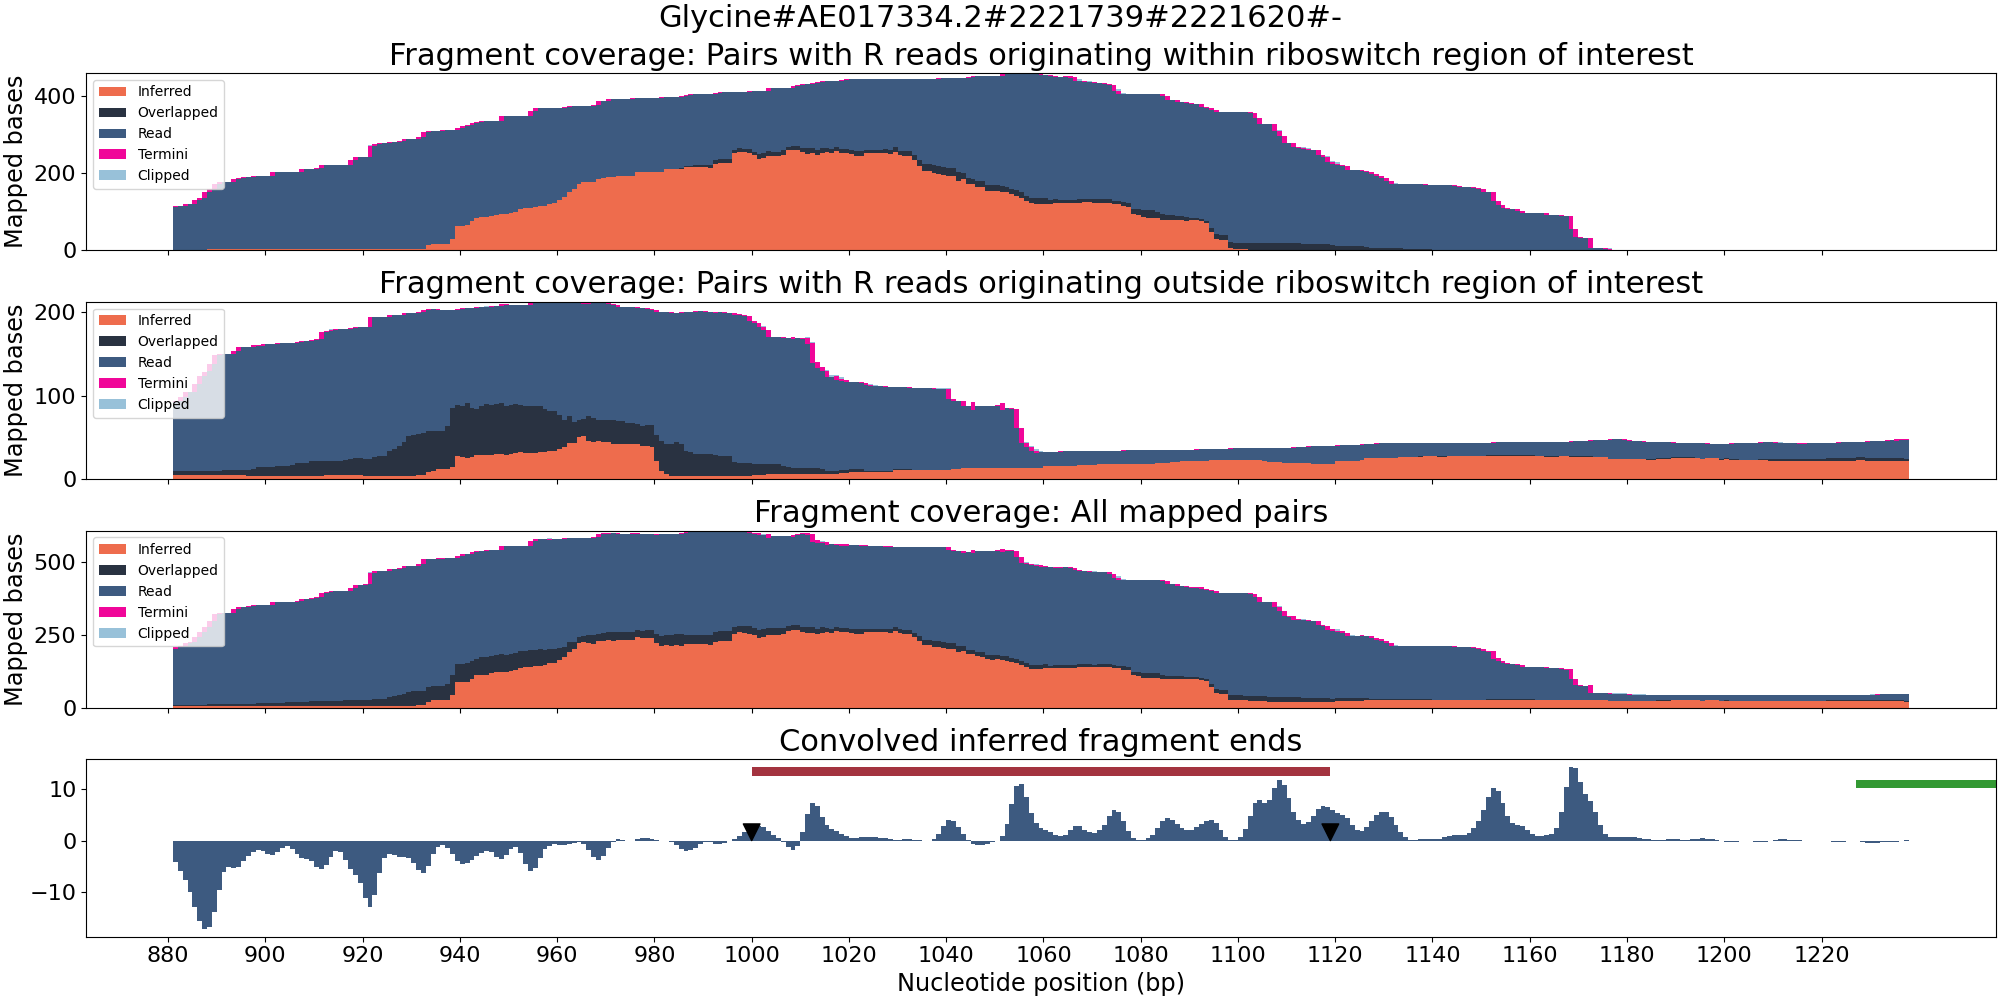 Glycine#AE017334.2#2221739#2221620#-
Fragment coverage: Pairs with R reads originating within riboswitch region of interest
Mapped bases
400
200
0
Inferred
Overlapped
Read
Termini
Clipped
Fragment coverage: Pairs with R reads originating outside riboswitch region of interest
Mapped bases
200
100
0
Inferred
Overlapped
Read
Termini
Clipped
Fragment coverage: All mapped pairs
Mapped bases
500
250
0
Inferred
Overlapped
Read
Termini
Clipped
Convolved inferred fragment ends
10
0
−10
880 900 920 940 960 980 1000 1020 1040 1060 1080 1100 1120 1140 1160 1180 1200 1220
Nucleotide position (bp)